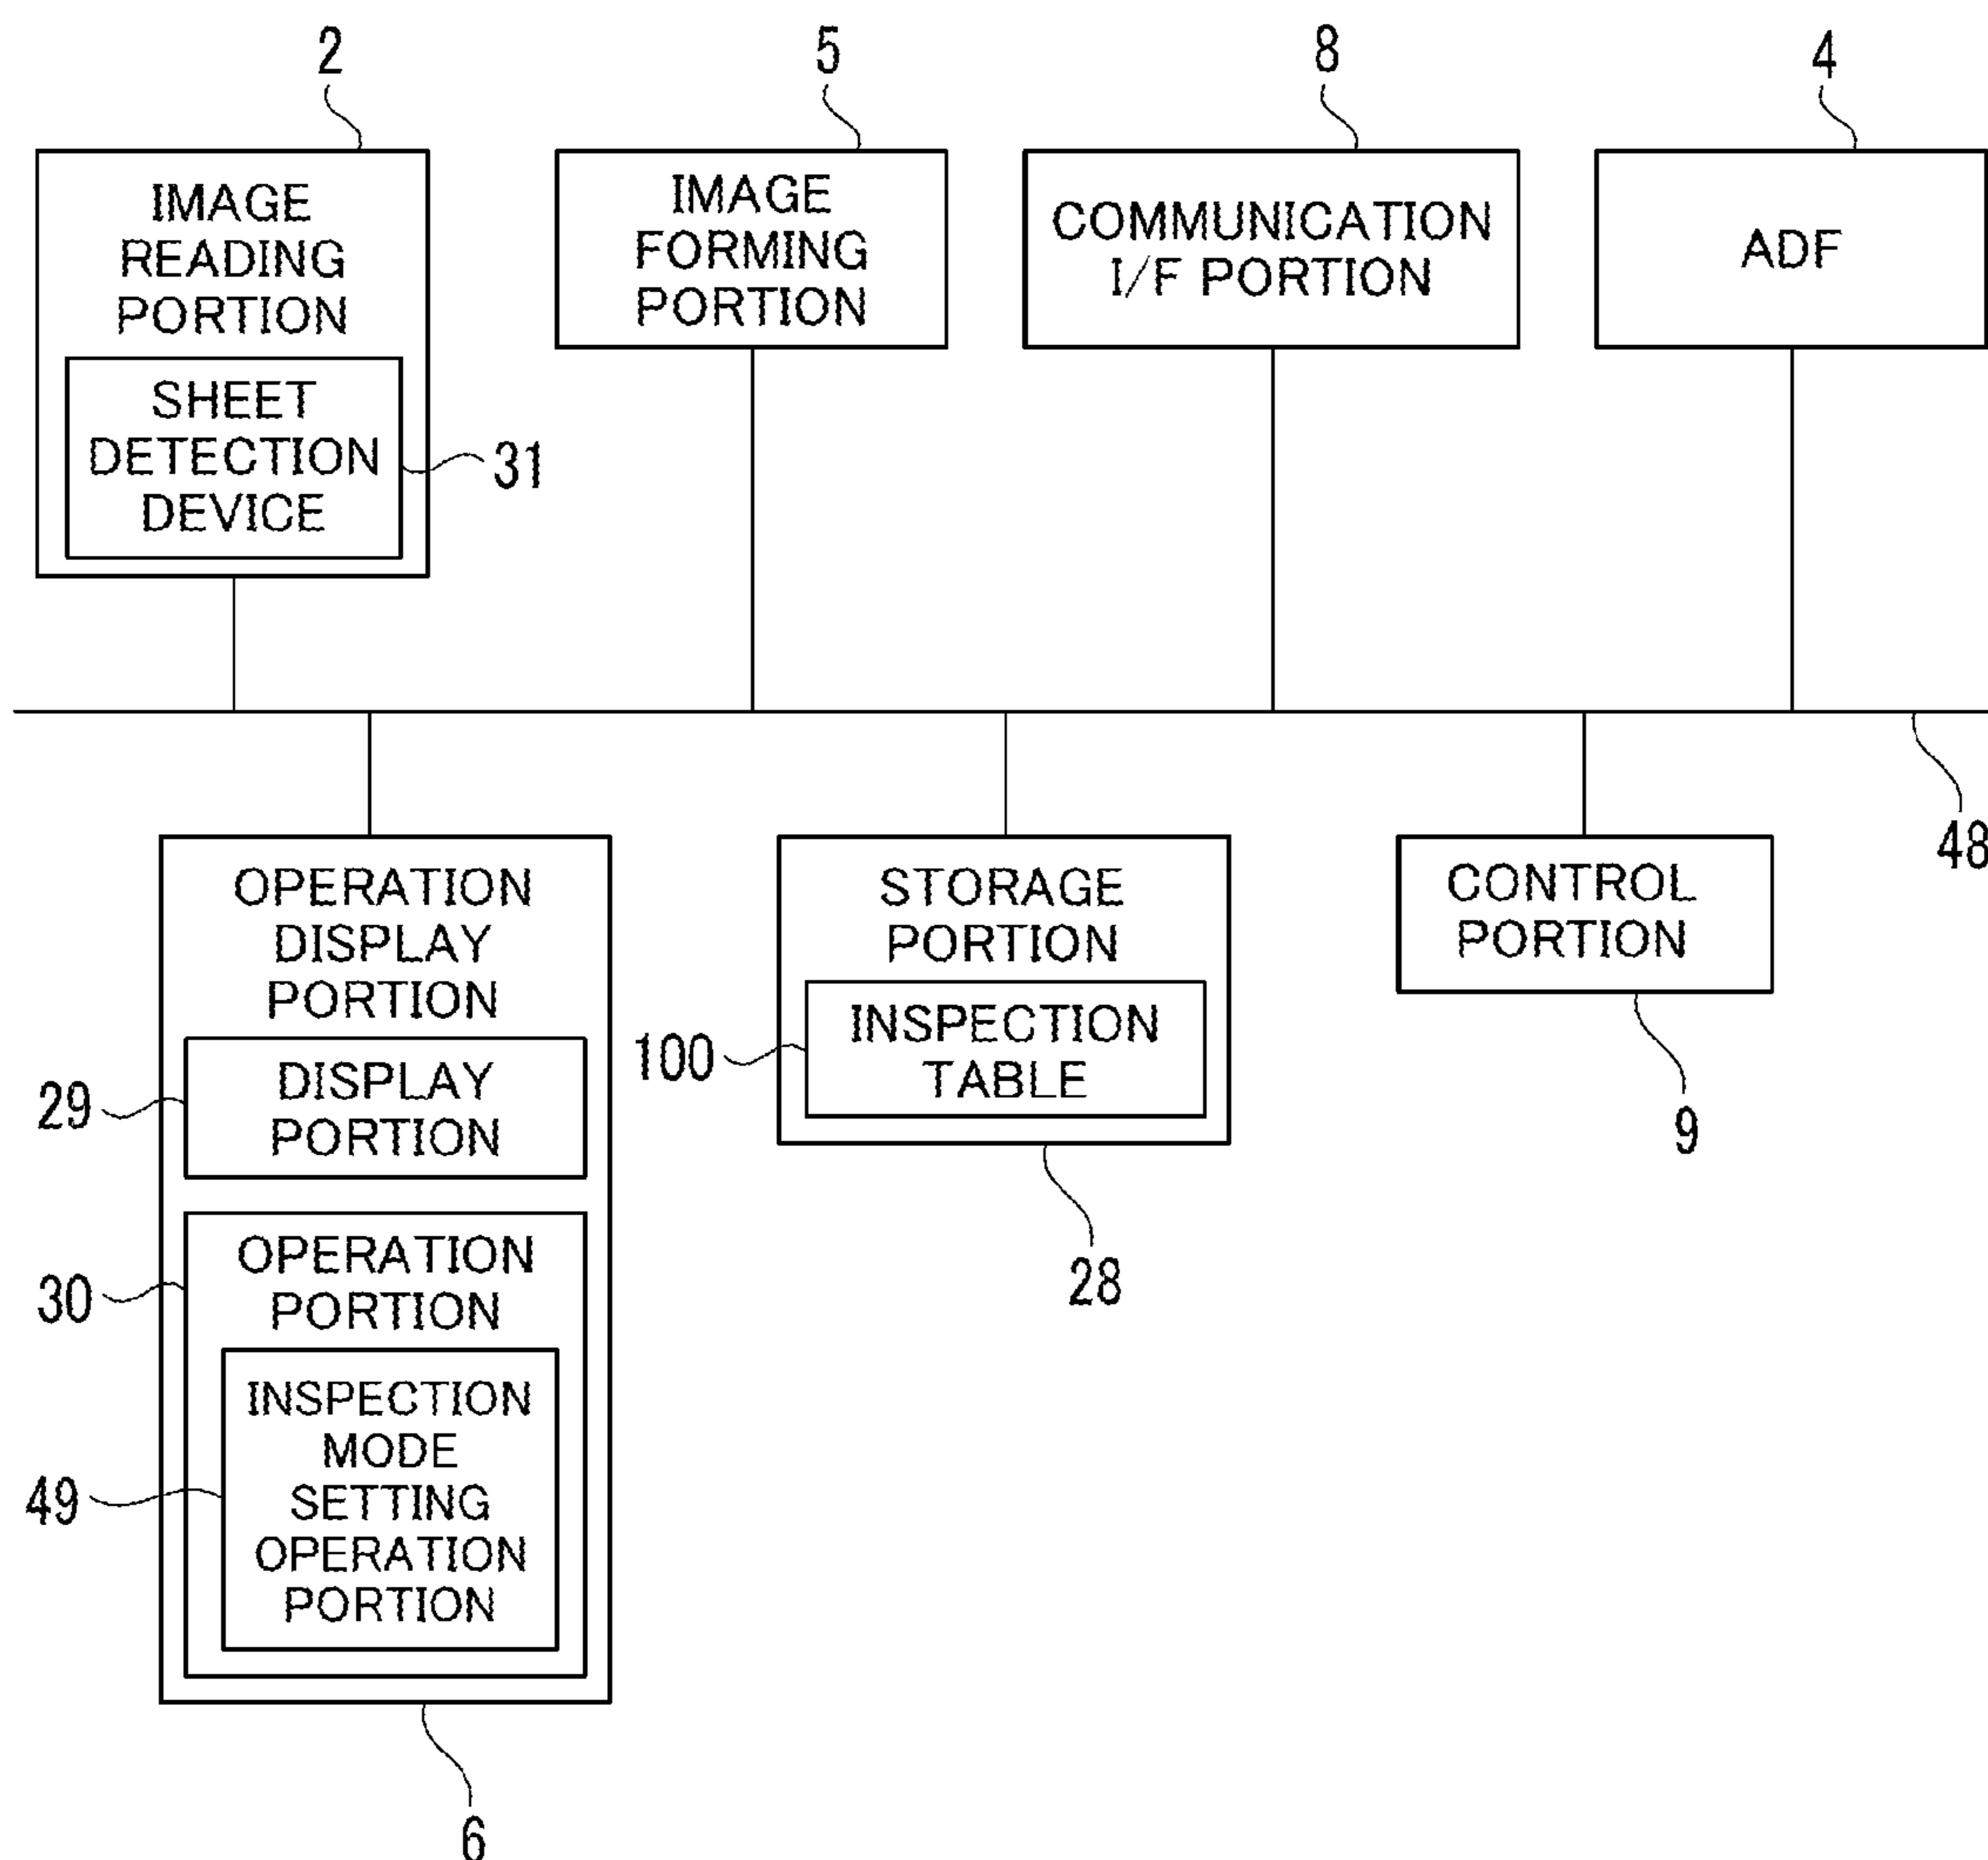 2
5
8
4
IMAGE
READING
PORTION
SHEET
DETECTION
DEVICE
31
IMAGE
FORMING
PORTION
COMMUNICATION
I/F PORTION
ADF
48
OPERATION
DISPLAY
PORTION
29
DISPLAY
PORTION
30
OPERATION
PORTION
49
INSPECTION
MODE
SETTING
OPERATION
PORTION
6
STORAGE
PORTION
100
INSPECTION
TABLE
28
CONTROL
PORTION
9